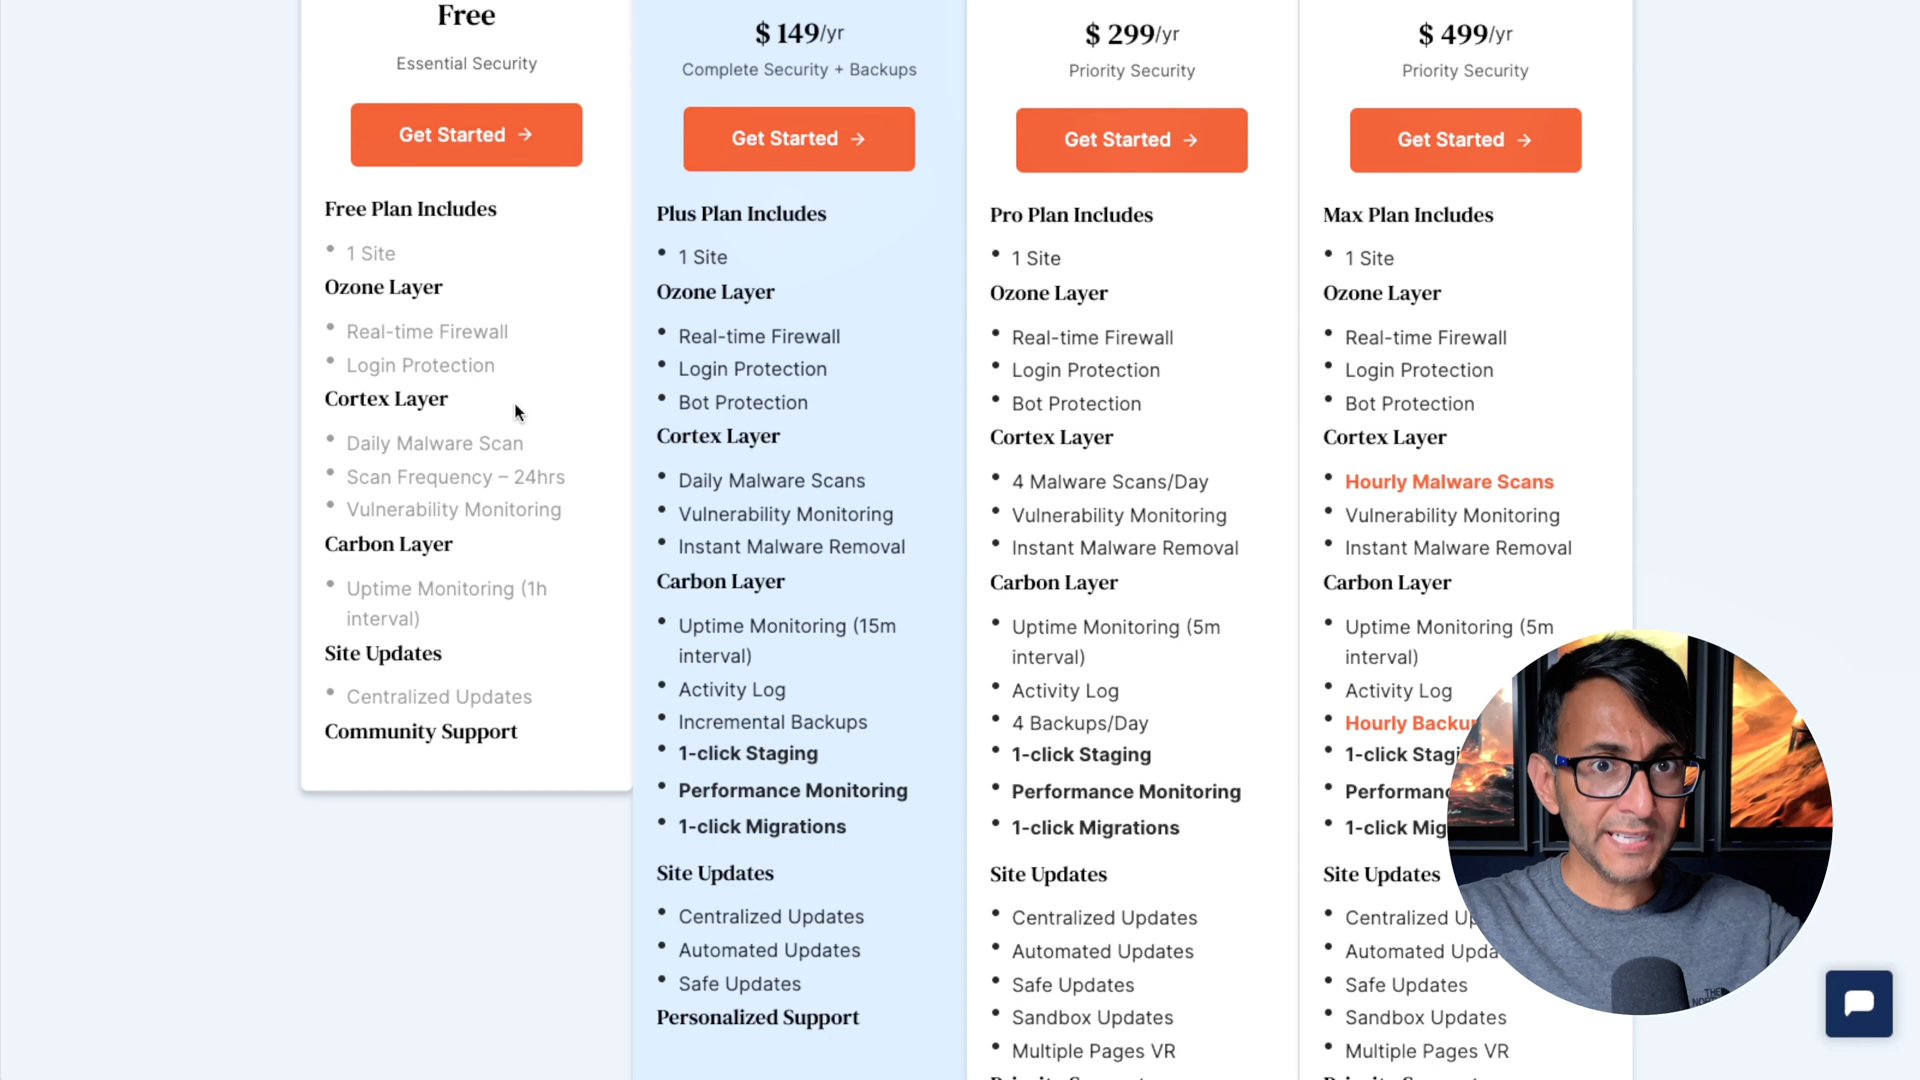 Free
Essential Security
Get Started →
Free Plan Includes
• 1 Site
Ozone Layer
• Real-time Firewall
• Login Protection
Cortex Layer
• Daily Malware Scan
• Scan Frequency – 24hrs
• Vulnerability Monitoring
Carbon Layer
• Uptime Monitoring (1h
interval)
Site Updates
• Centralized Updates
Community Support
$ 149/yr
Complete Security + Backups
Get Started →
Plus Plan Includes
• 1 Site
Ozone Layer
• Real-time Firewall
• Login Protection
• Bot Protection
Cortex Layer
• Daily Malware Scans
• Vulnerability Monitoring
• Instant Malware Removal
Carbon Layer
• Uptime Monitoring (15m
interval)
• Activity Log
• Incremental Backups
• 1-click Staging
• Performance Monitoring
• 1-click Migrations
Site Updates
• Centralized Updates
• Automated Updates
• Safe Updates
Personalized Support
$ 299/yr
Priority Security
Get Started →
Pro Plan Includes
• 1 Site
Ozone Layer
• Real-time Firewall
• Login Protection
• Bot Protection
Cortex Layer
• 4 Malware Scans/Day
• Vulnerability Monitoring
• Instant Malware Removal
Carbon Layer
• Uptime Monitoring (5m
interval)
• Activity Log
• 4 Backups/Day
• 1-click Staging
• Performance Monitoring
• 1-click Migrations
Site Updates
• Centralized Updates
• Automated Updates
• Safe Updates
• Sandbox Updates
• Multiple Pages VR
$ 499/yr
Priority Security
Get Started →
Max Plan Includes
• 1 Site
Ozone Layer
• Real-time Firewall
• Login Protection
• Bot Protection
Cortex Layer
• Hourly Malware Scans
• Vulnerability Monitoring
• Instant Malware Removal
Carbon Layer
• Uptime Monitoring (5m
interval)
• Activity Log
• Hourly
• 1-click
•
• 1-click
Site Updates
•
•
• Safe Updates
• Sandbox Updates
• Multiple Pages VR
THE